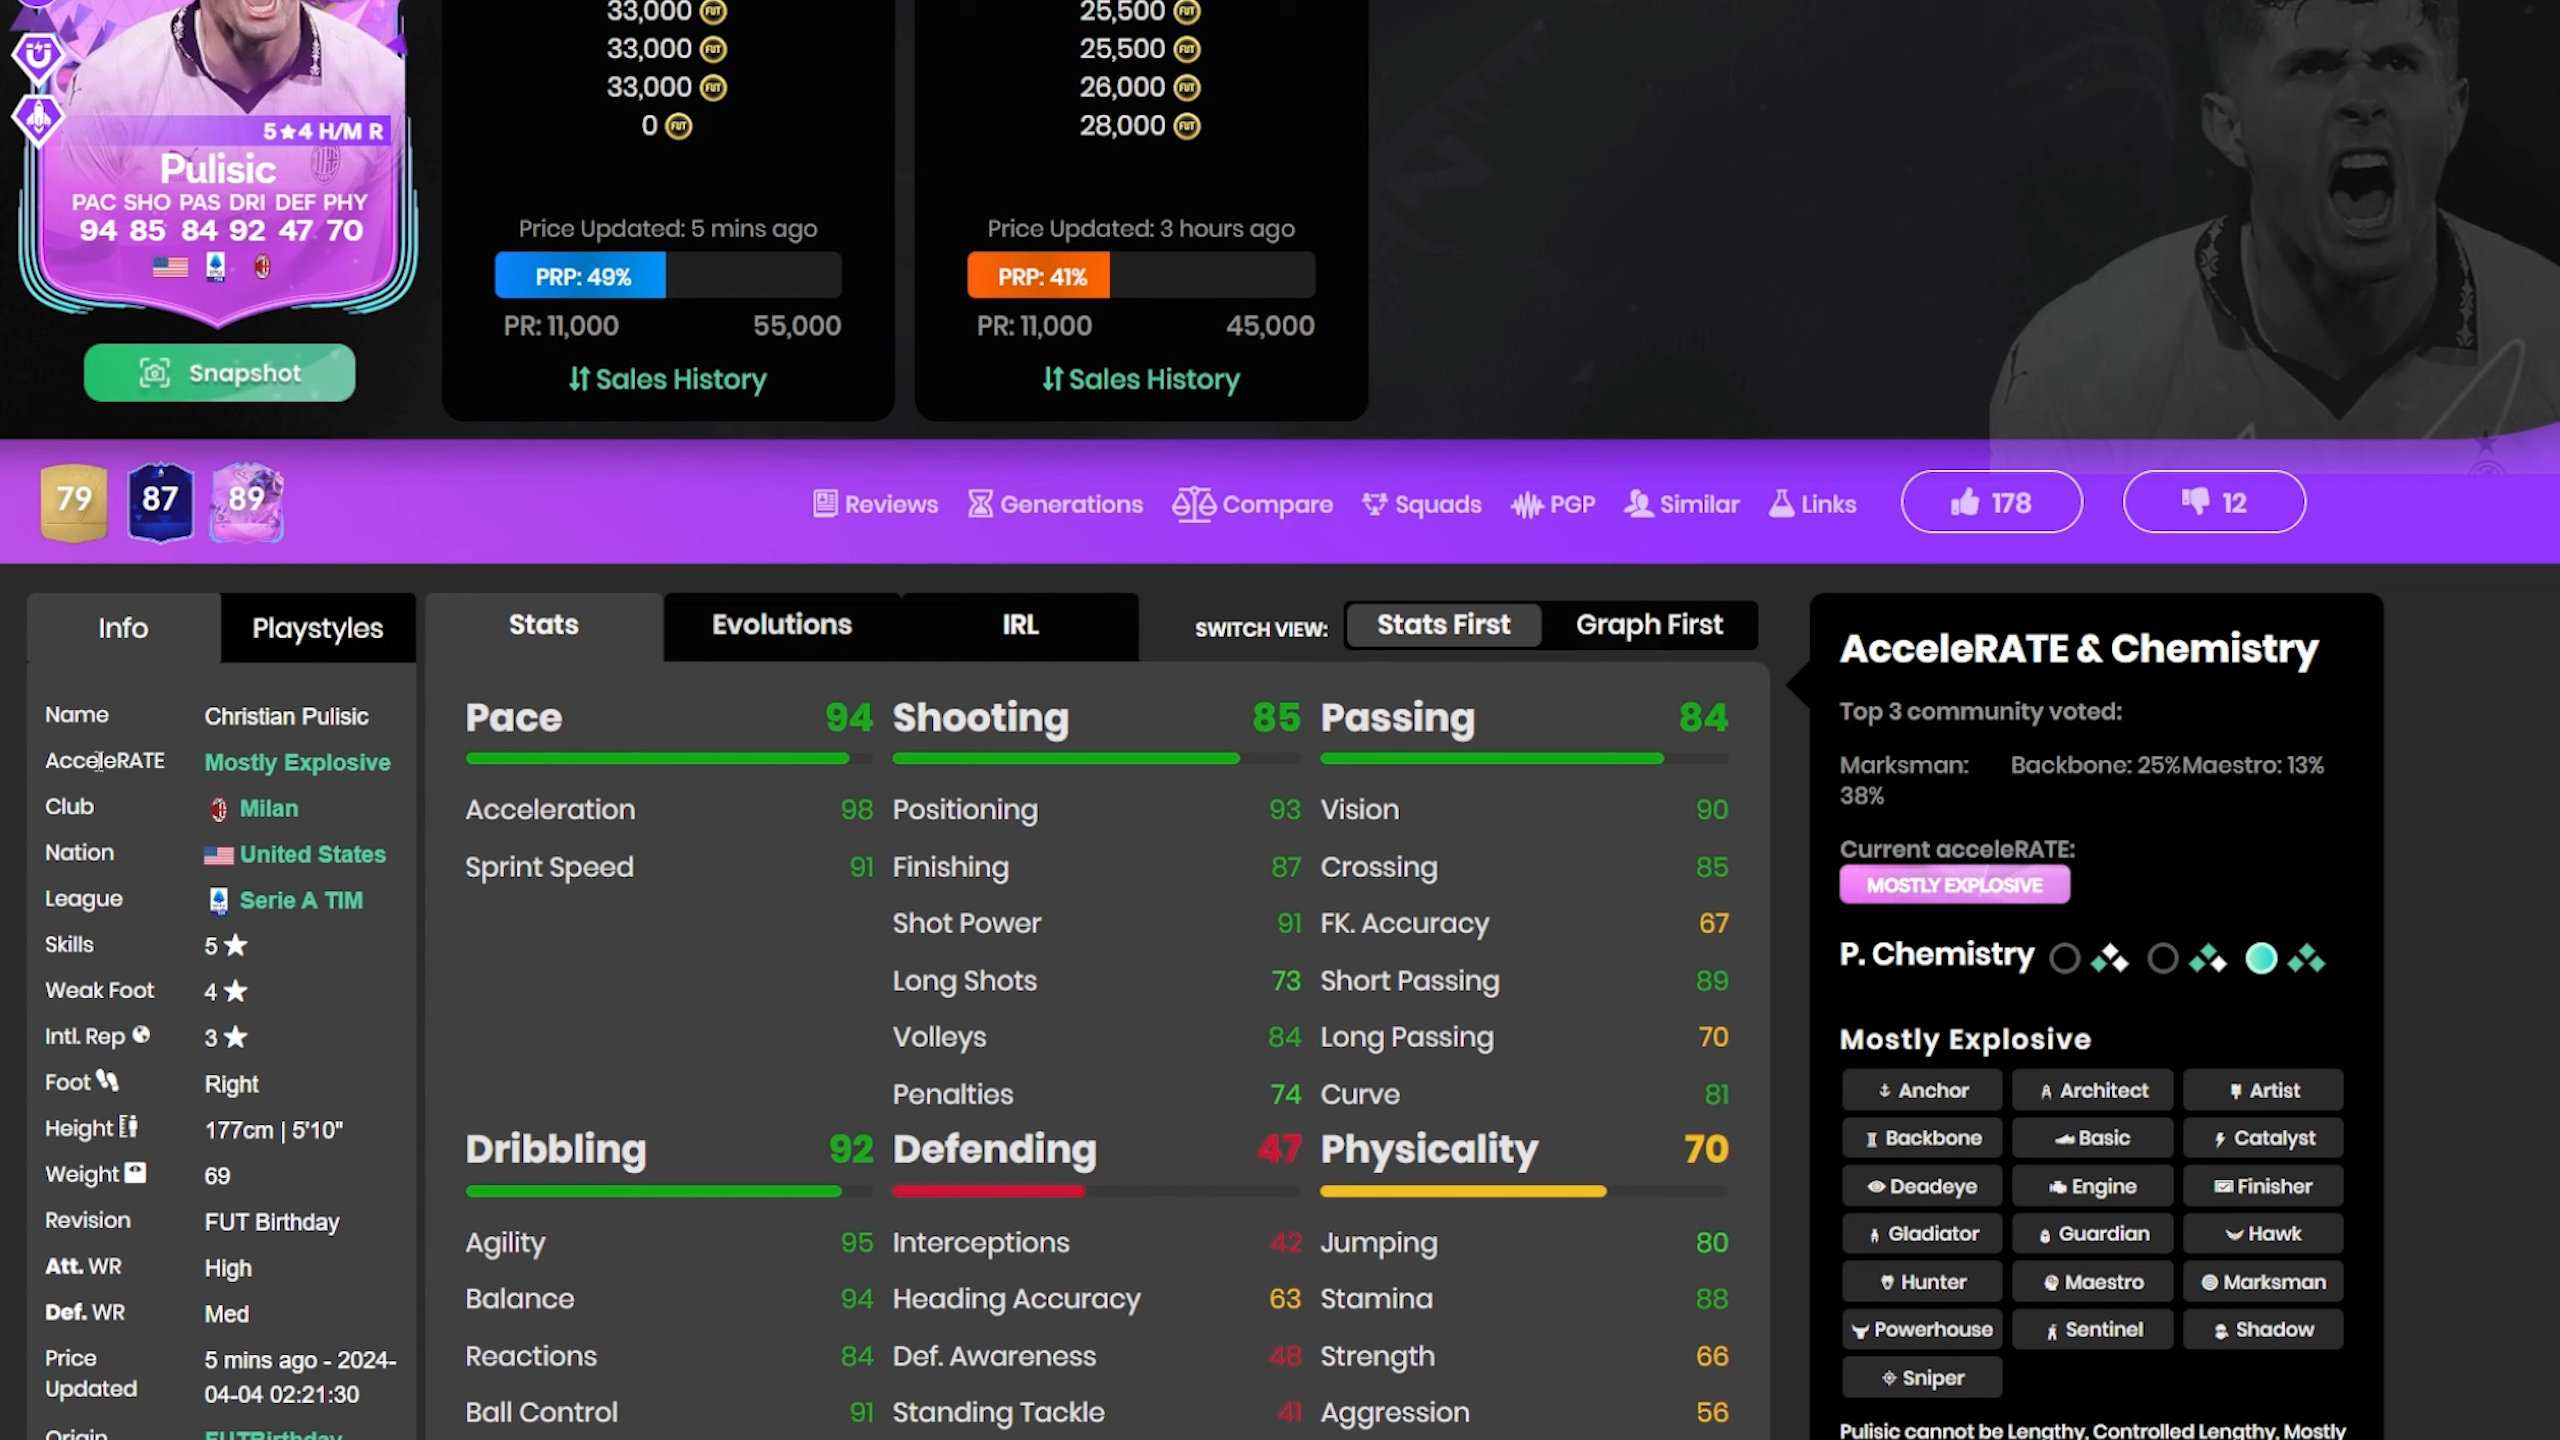 33,000
33,000
33,000
0
25,500
25,500
26,000
28,000
5★4 H/M R
Pulisic
PAC SHO PAS DRI DEF PHY
94 85 84 92 47 70
Snapshot
Price Updated: 5 mins ago
PRP: 49%
PR: 11,000 55,000
Sales History
Price Updated: 3 hours ago
PRP: 41%
PR: 11,000 45,000
Sales History
79 87 89
Reviews Generations Compare Squads PGP Similar Links 178 12
Info Playstyles
Name Christian Pulisic
AcceleRATE Mostly Explosive
Club Milan
Nation United States
League Serie A TIM
Skills 5★
Weak Foot 4★
Intl. Rep 3★
Foot Right
Height 177cm | 5'10"
Weight 69
Revision FUT Birthday
Att. WR High
Def. WR Med
Price Updated 5 mins ago - 2024-
04-04 02:21:30
Origin FUTBirthday
Stats Evolutions IRL
SWITCH VIEW: Stats First Graph First
Pace 94
Acceleration 98
Sprint Speed 91
Shooting 85
Positioning 93
Finishing 87
Shot Power 91
Long Shots 73
Volleys 84
Penalties 74
Passing 84
Vision 90
Crossing 85
FK. Accuracy 67
Short Passing 89
Long Passing 70
Curve 81
Dribbling 92
Agility 95
Balance 94
Reactions 84
Ball Control 91
Defending 47
Interceptions 42
Heading Accuracy 63
Def. Awareness 48
Standing Tackle 41
Physicality 70
Jumping 80
Stamina 88
Strength 66
Aggression 56
AcceleRATE & Chemistry
Top 3 community voted:
Marksman: 38% Backbone: 25% Maestro: 13%
Current acceleRATE:
MOSTLY EXPLOSIVE
P. Chemistry
Mostly Explosive
Anchor Architect Artist
Backbone Basic Catalyst
Deadeye Engine Finisher
Gladiator Guardian Hawk
Hunter Maestro Marksman
Powerhouse Sentinel Shadow
Sniper
Pulisic cannot be Lengthy, Controlled Lengthy, Mostly